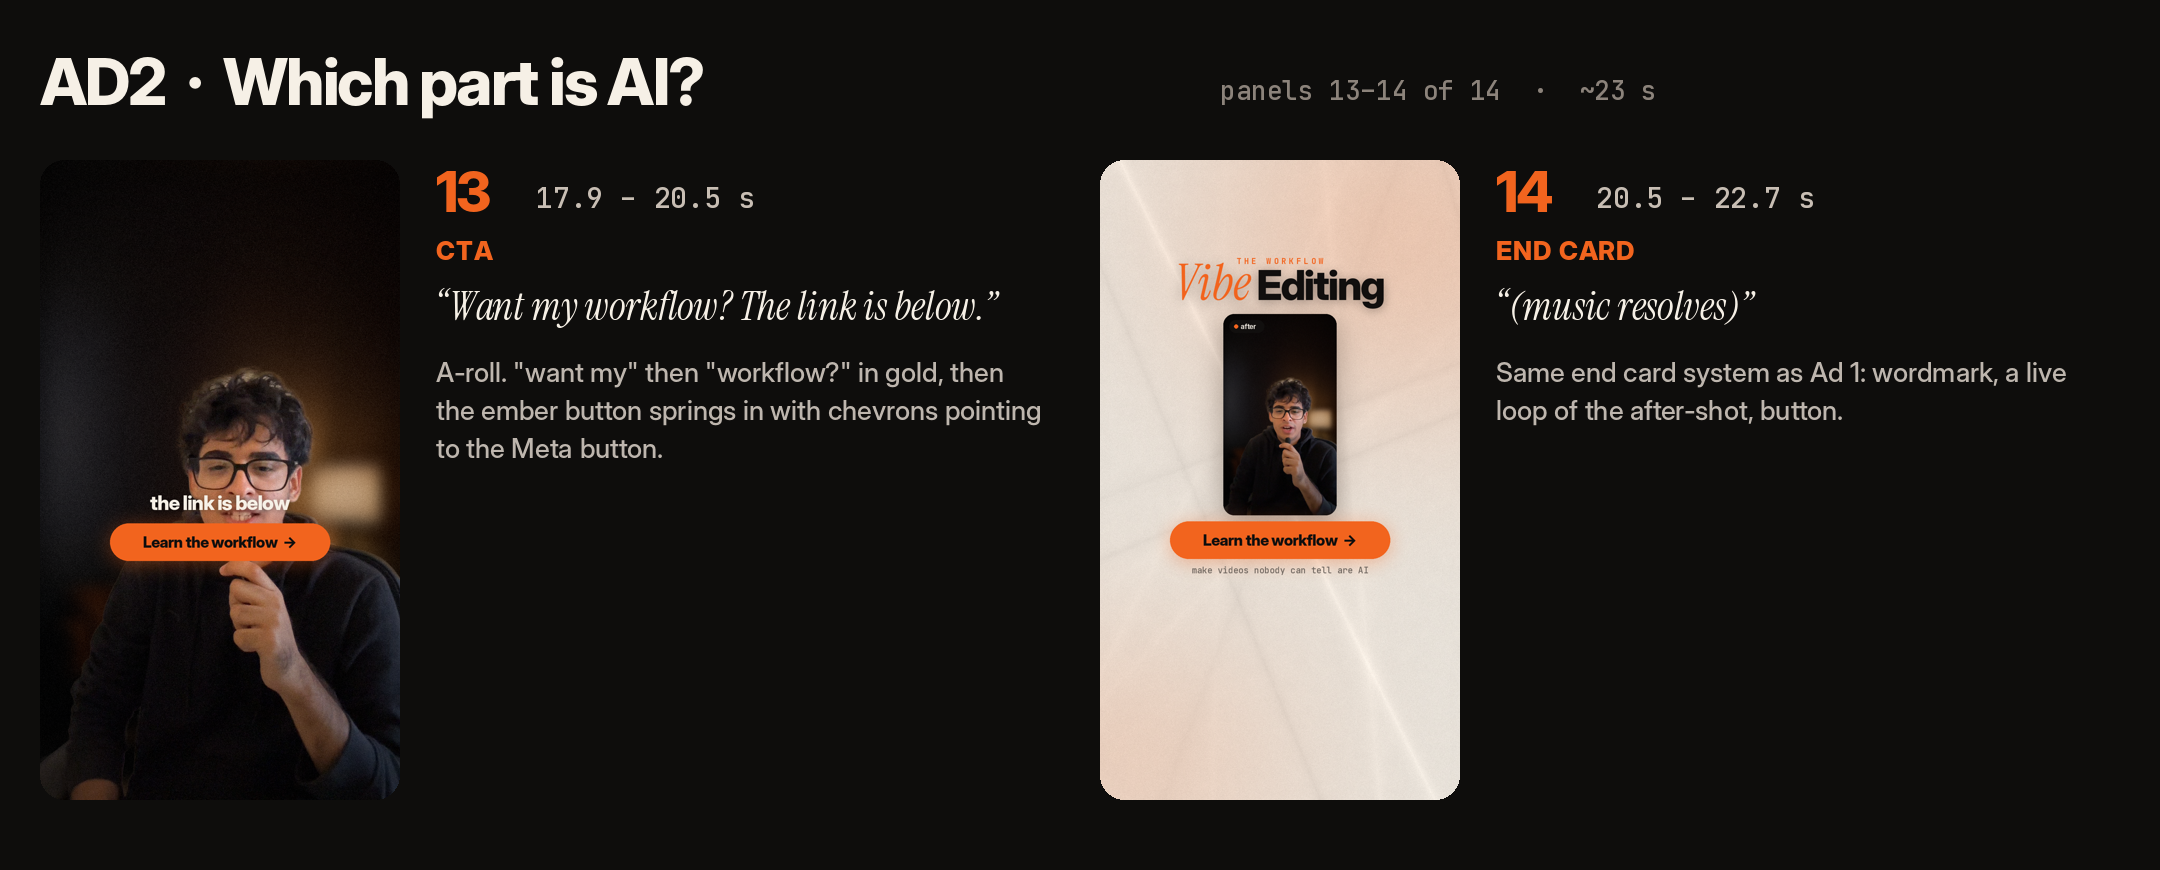 AD2 · Which part is AI?
panels 13–14 of 14 · ~23 s
the link is below
Learn the workflow →
13 17.9 – 20.5 s
CTA
“Want my workflow? The link is below.”
A-roll. "want my" then "workflow?" in gold, then
the ember button springs in with chevrons pointing
to the Meta button.
THE WORKFLOW
Vibe Editing
after
Learn the workflow →
make videos nobody can tell are AI
14 20.5 – 22.7 s
END CARD
“(music resolves)”
Same end card system as Ad 1: wordmark, a live
loop of the after-shot, button.